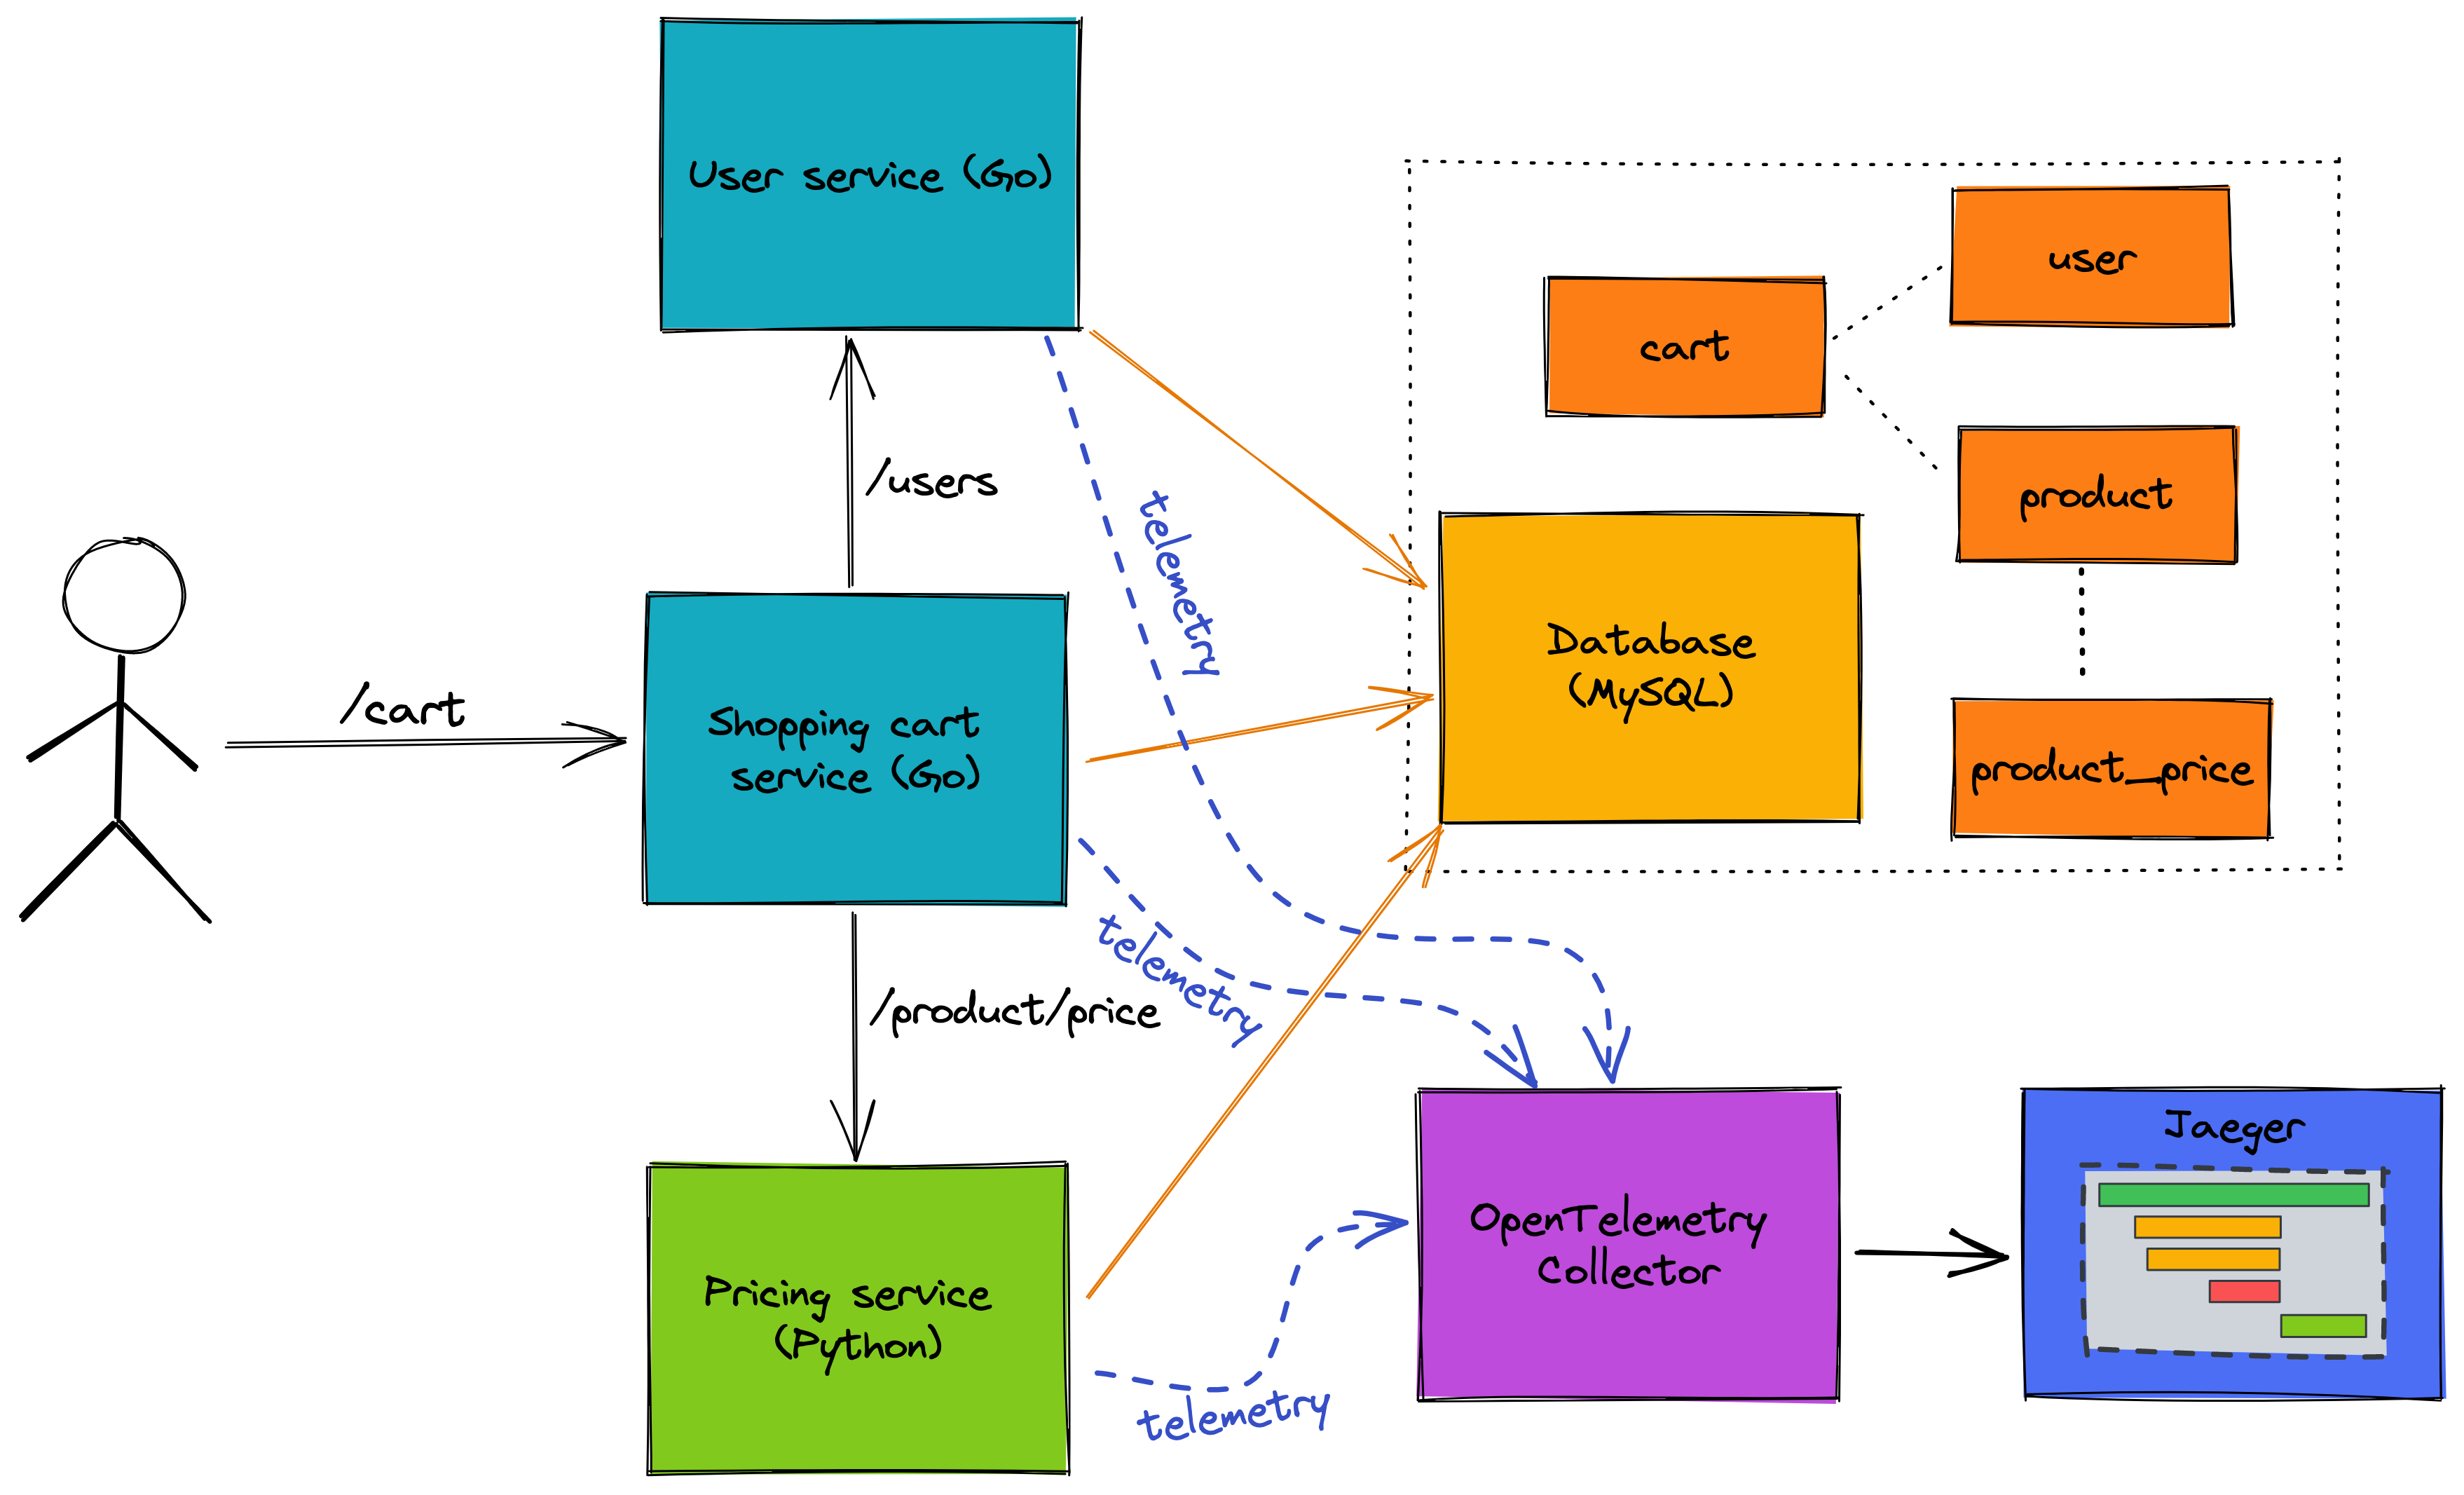 User service (Go)
user
cart
/users
product
telemetry
Database
(MySQL)
/cart
Shopping cart
service (Go)
product_price
telemetry
/product/price
Jaeger
OpenTelemetry
collector
Pricing service
(Python)
telemetry